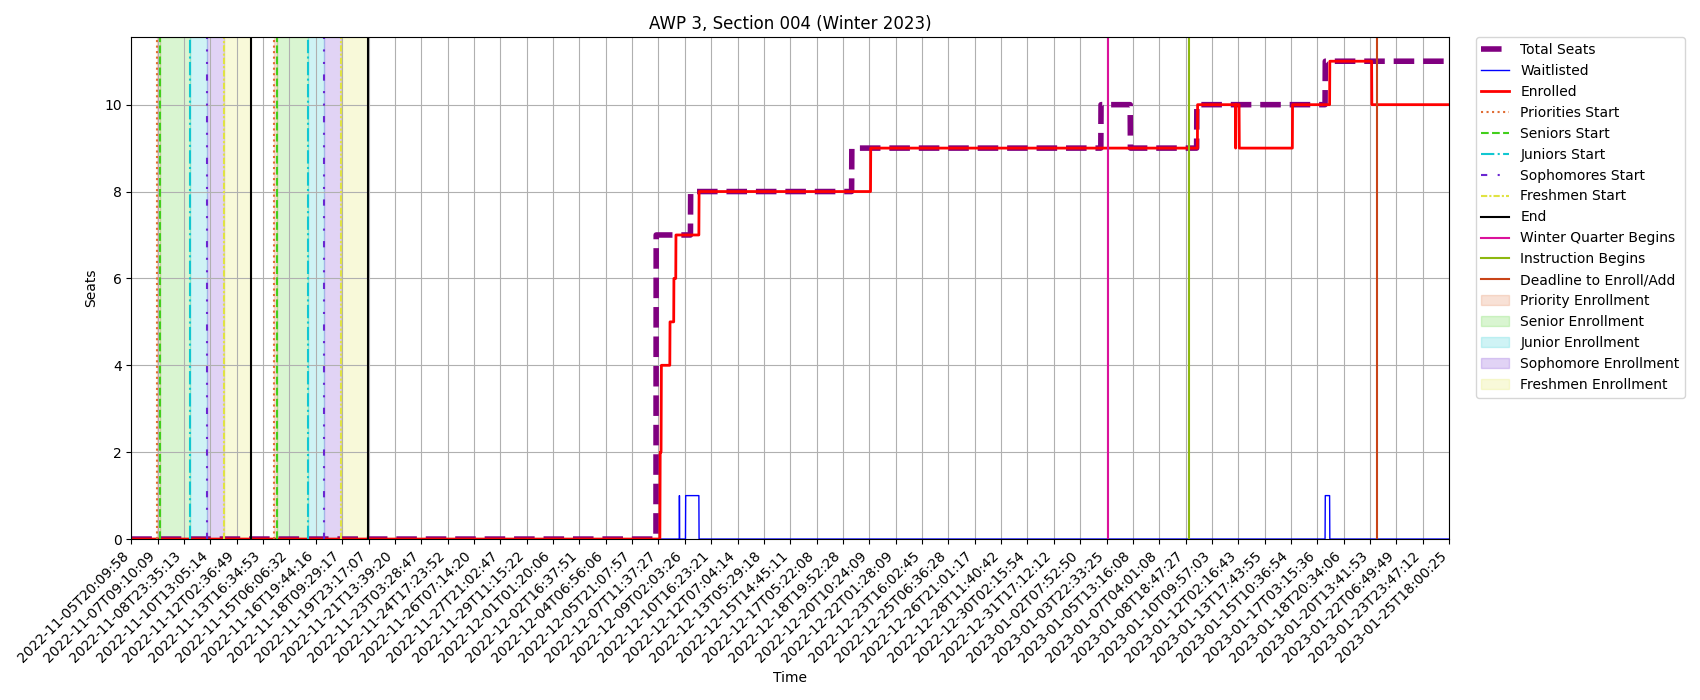 AWP 3, Section 004 (Winter 2023)
Seats
10
8
6
4
2
0
2022-11-05T20:09:58
2022-11-07T09:10:09
2022-11-08T23:35:13
2022-11-10T13:05:14
2022-11-12T02:36:49
2022-11-13T16:34:53
2022-11-15T06:06:32
2022-11-16T19:44:16
2022-11-18T09:29:17
2022-11-19T23:17:07
2022-11-21T13:39:20
2022-11-23T03:28:47
2022-11-24T17:23:52
2022-11-26T07:14:20
2022-11-27T21:02:47
2022-11-29T11:15:22
2022-12-01T01:20:06
2022-12-02T16:37:51
2022-12-04T06:56:06
2022-12-05T21:07:57
2022-12-07T11:37:27
2022-12-09T02:03:26
2022-12-10T16:23:21
2022-12-12T07:04:14
2022-12-13T05:29:18
2022-12-15T14:45:11
2022-12-17T05:22:08
2022-12-18T19:52:28
2022-12-20T10:24:09
2022-12-22T01:28:09
2022-12-23T16:02:45
2022-12-25T06:36:28
2022-12-26T21:01:17
2022-12-28T11:40:42
2022-12-30T02:15:54
2022-12-31T17:12:12
2023-01-02T07:52:50
2023-01-03T22:33:25
2023-01-05T13:16:08
2023-01-07T04:01:08
2023-01-08T18:47:27
2023-01-10T09:57:03
2023-01-12T02:16:43
2023-01-13T17:43:55
2023-01-15T10:36:54
2023-01-17T03:15:36
2023-01-18T20:34:06
2023-01-20T13:41:53
2023-01-22T06:49:49
2023-01-23T23:47:12
2023-01-25T18:00:25
Time
Total Seats
Waitlisted
Enrolled
Priorities Start
Seniors Start
Juniors Start
Sophomores Start
Freshmen Start
End
Winter Quarter Begins
Instruction Begins
Deadline to Enroll/Add
Priority Enrollment
Senior Enrollment
Junior Enrollment
Sophomore Enrollment
Freshmen Enrollment